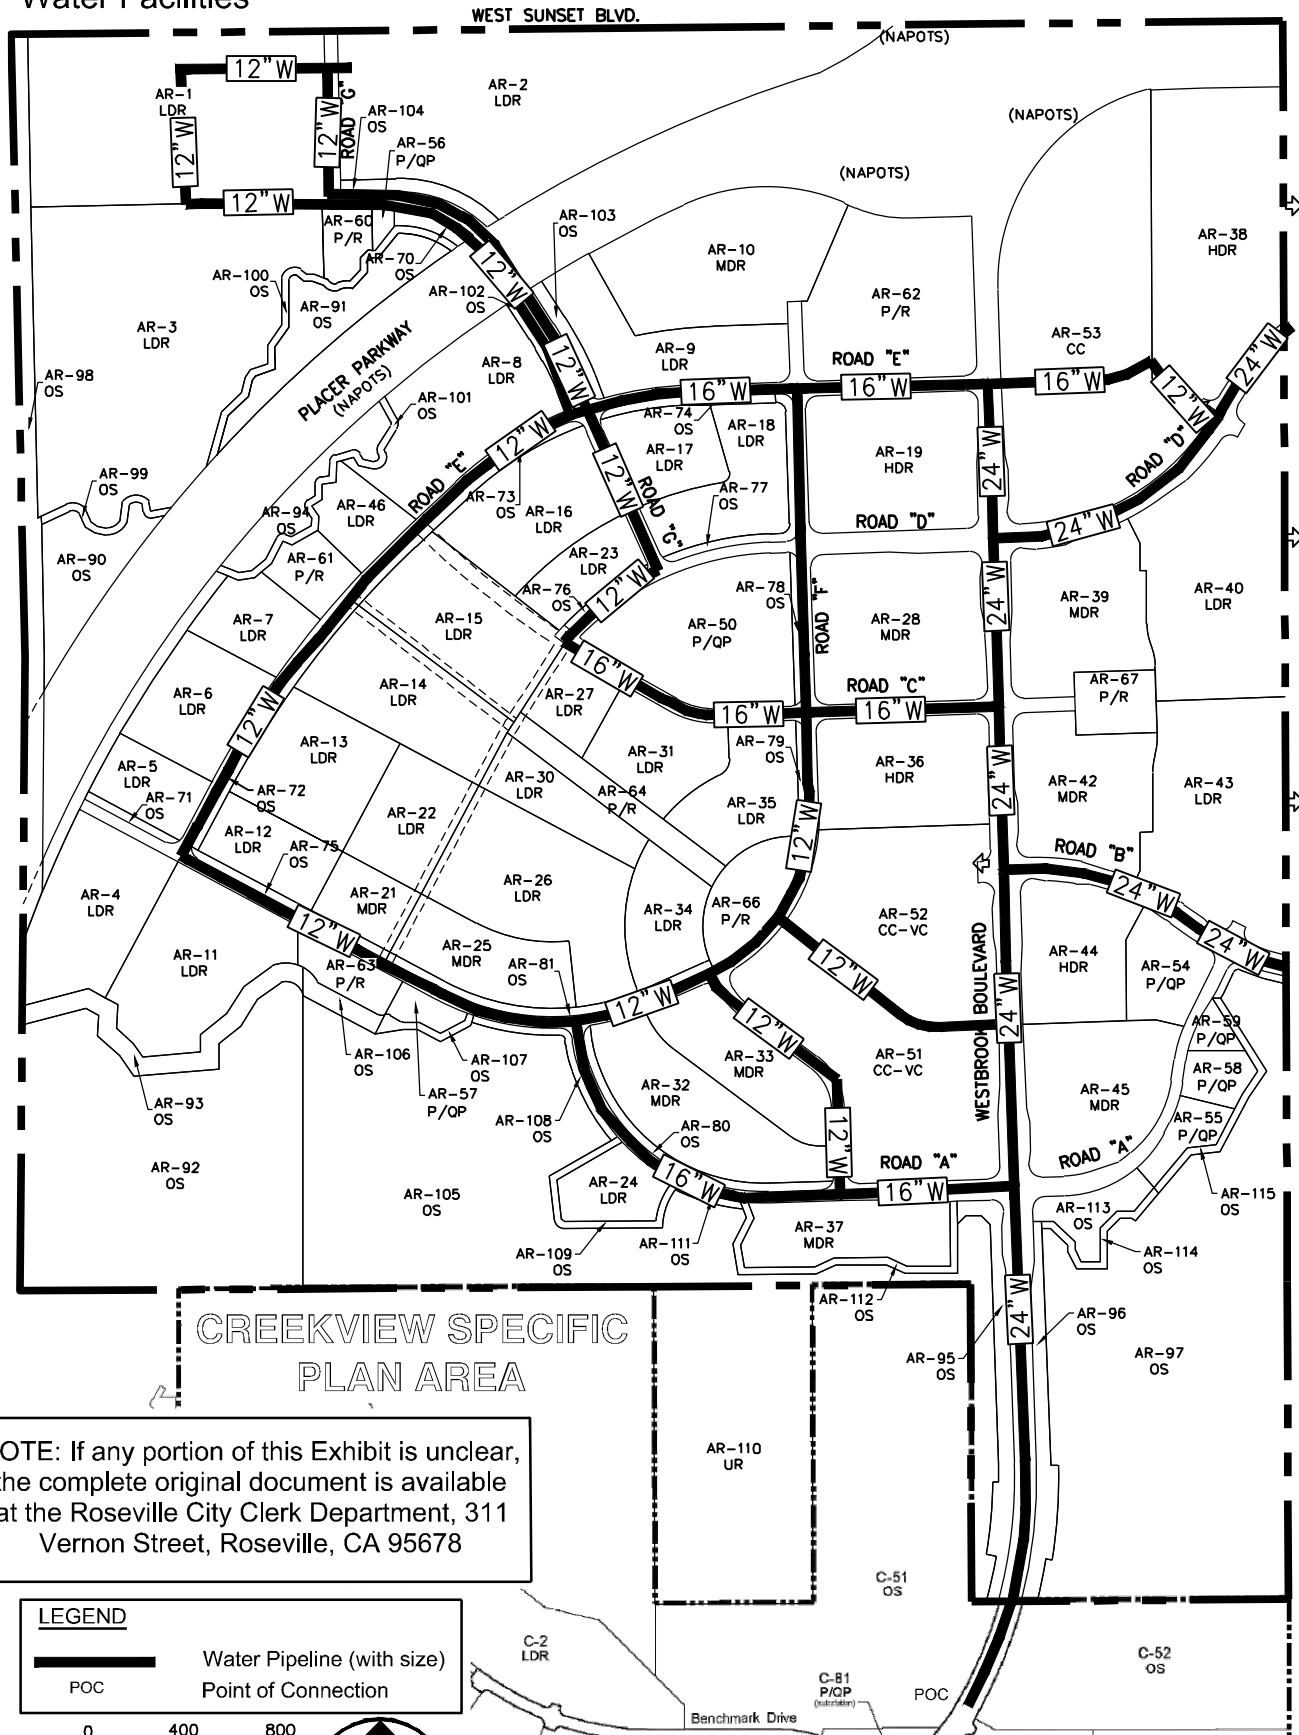 Water Facilities
WEST SUNSET BLVD.
(NAPOTS)
12"W
AR-1
LDR
AR-2
LDR
ROAD "G"
12"W
12"W
AR-104
OS
AR-56
P/QP
(NAPOTS)
(NAPOTS)
12"W
AR-60
P/R
AR-103
OS
AR-38
HDR
AR-10
MDR
AR-70
OS
12"W
AR-100
OS
AR-102
OS
AR-91
OS
AR-62
P/R
AR-3
LDR
PLACER PARKWAY
(NAPOTS)
AR-8
LDR
12"W
AR-9
LDR
ROAD "E"
AR-53
CC
24"W
AR-98
OS
AR-101
OS
16"W
16"W
16"W
12"W
AR-74
OS
AR-18
LDR
12"W
AR-17
LDR
AR-19
HDR
24"W
ROAD "D"
AR-99
OS
ROAD "E"
AR-73
OS
12"W
ROAD "G"
AR-77
OS
AR-46
LDR
AR-94
OS
AR-16
LDR
ROAD "D"
24"W
AR-90
OS
AR-61
P/R
AR-23
LDR
AR-76
OS
12"W
AR-78
OS
ROAD "F"
24"W
AR-39
MDR
AR-40
LDR
AR-7
LDR
AR-15
LDR
AR-50
P/QP
AR-28
MDR
16"W
AR-6
LDR
AR-14
LDR
AR-27
LDR
ROAD "C"
AR-67
P/R
12"W
16"W
16"W
AR-13
LDR
AR-31
LDR
AR-79
OS
AR-36
HDR
24"W
AR-5
LDR
AR-71
OS
AR-72
OS
AR-30
LDR
AR-64
P/R
AR-35
LDR
AR-42
MDR
AR-43
LDR
AR-22
LDR
12"W
AR-12
LDR
AR-75
OS
ROAD "B"
AR-4
LDR
AR-21
MDR
AR-26
LDR
AR-66
P/R
AR-34
LDR
24"W
AR-52
CC-VC
12"W
24"W
AR-11
LDR
AR-25
MDR
AR-63
P/R
AR-81
OS
12"W
AR-44
HDR
AR-54
P/QP
12"W
WESTBROOK BOULEVARD
24"W
AR-59
P/QP
12"W
AR-106
OS
AR-107
OS
AR-33
MDR
AR-51
CC-VC
AR-58
P/QP
AR-57
P/QP
AR-32
MDR
AR-45
MDR
AR-93
OS
AR-108
OS
AR-80
OS
12"W
AR-55
P/QP
ROAD "A"
ROAD "A"
AR-92
OS
AR-105
OS
AR-24
LDR
16"W
16"W
AR-115
OS
AR-113
OS
AR-37
MDR
AR-109
OS
AR-111
OS
AR-114
OS
AR-112
OS
24"W
AR-96
OS
CREEKVIEW SPECIFIC
PLAN AREA
AR-95
OS
AR-97
OS
AR-110
UR
OTE: If any portion of this Exhibit is unclear,
the complete original document is available
at the Roseville City Clerk Department, 311
Vernon Street, Roseville, CA 95678
C-51
OS
LEGEND
Water Pipeline (with size)
POC
Point of Connection
C-2
LDR
C-52
OS
C-81
P/QP
(substation)
POC
Benchmark Drive
0 400 800